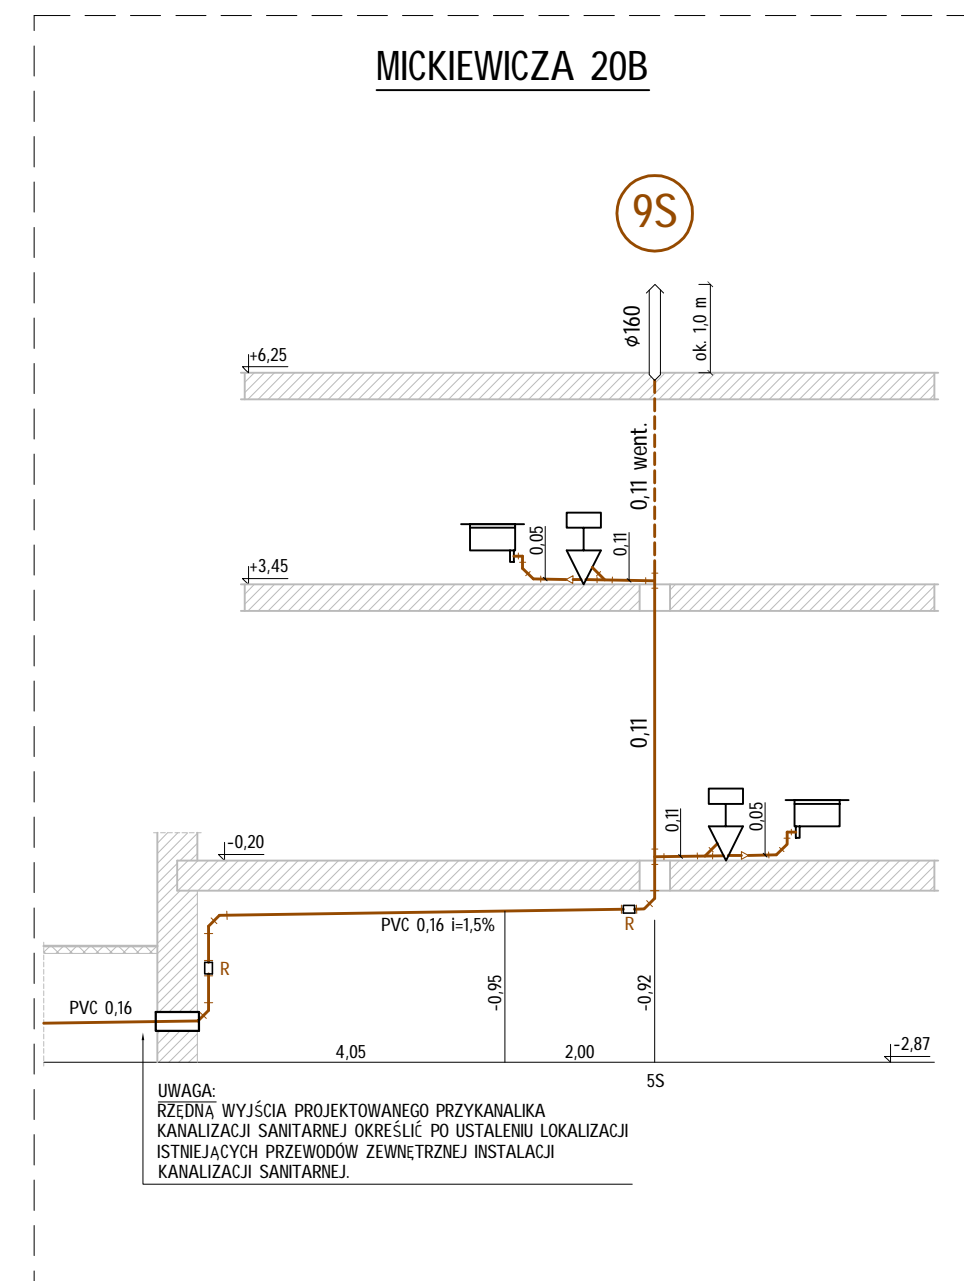 MICKIEWICZA 20B
9S
ϕ160
ok. 1,0 m
+6,25
0,11 went.
0,05
0,11
+3,45
0,11
0,11
0,05
-0,20
PVC 0,16 i=1,5%
R
R
-0,95
-0,92
PVC 0,16
4,05
2,00
-2,87
5S
UWAGA:
RZĘDNĄ WYJŚCIA PROJEKTOWANEGO PRZYKANALIKA
KANALIZACJI SANITARNEJ OKREŚLIĆ PO USTALENIU LOKALIZACJI
ISTNIEJĄCYCH PRZEWODÓW ZEWNĘTRZNEJ INSTALACJI
KANALIZACJI SANITARNEJ.